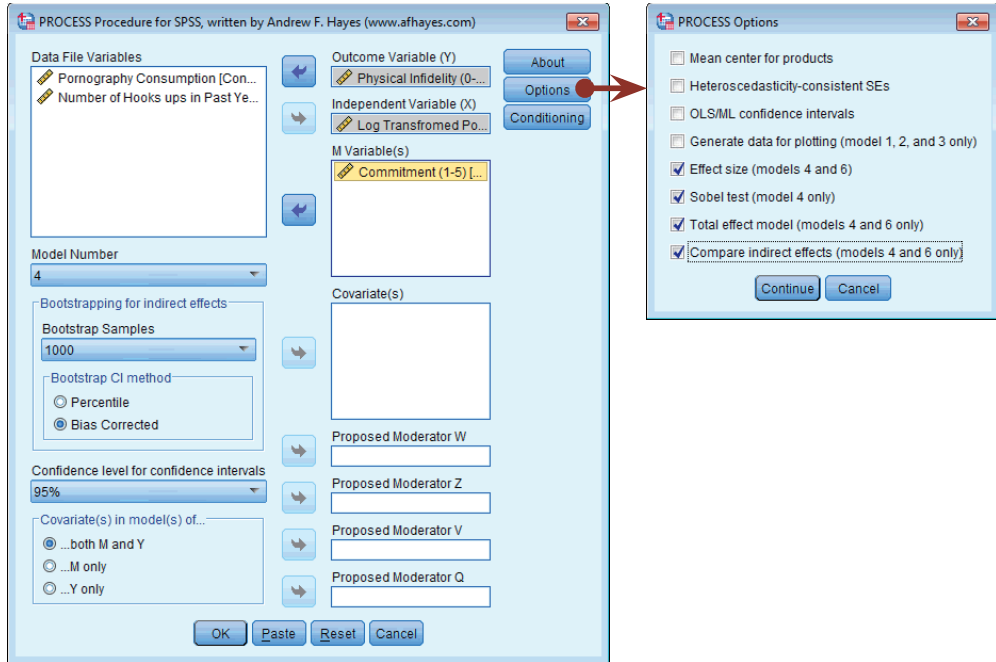 PROCESS Procedure for SPSS, written by Andrew F. Hayes (www.afhayes.com)
Data File Variables
Pornography Consumption [Con...
Number of Hooks ups in Past Ye...
Model Number
4
Bootstrapping for indirect effects
Bootstrap Samples
1000
Bootstrap CI method
Percentile
Bias Corrected
Confidence level for confidence intervals
95%
Covariate(s) in model(s) of...
...both M and Y
...M only
...Y only
Outcome Variable (Y)
Physical Infidelity (0-...
Independent Variable (X)
Log Transfromed Po...
M Variable(s)
Commitment (1-5) [...
Covariate(s)
Proposed Moderator W
Proposed Moderator Z
Proposed Moderator V
Proposed Moderator Q
About
Options
Conditioning
OK
Paste
Reset
Cancel
PROCESS Options
Mean center for products
Heteroscedasticity-consistent SEs
OLS/ML confidence intervals
Generate data for plotting (model 1, 2, and 3 only)
Effect size (models 4 and 6)
Sobel test (model 4 only)
Total effect model (models 4 and 6 only)
Compare indirect effects (models 4 and 6 only)
Continue
Cancel